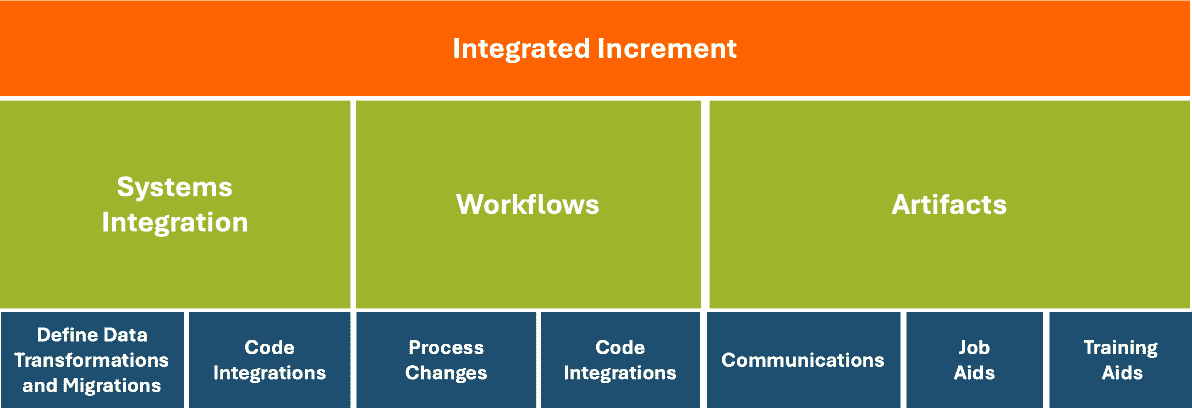 Integrated Increment
Systems
Integration
Workflows
Artifacts
Define Data
Transformations
and Migrations
Code
Integrations
Process
Changes
Code
Integrations
Communications
Job
Aids
Training
Aids